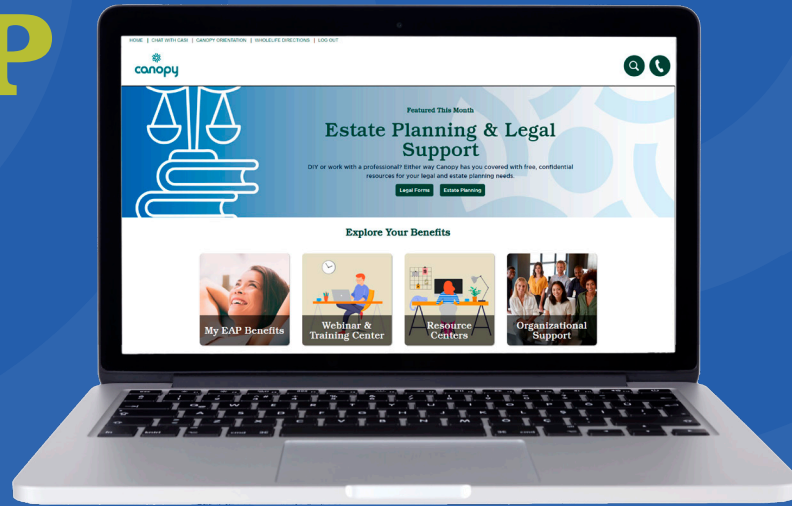 P
HOME | CHAT WITH CASI | CANOPY ORIENTATION | WHOLELIFE DIRECTIONS | LOG OUT
canopy
Featured This Month
Estate Planning & Legal
Support
DIY or work with a professional? Either way Canopy has you covered with free, confidential
resources for your legal and estate planning needs.
Legal Forms Estate Planning
Explore Your Benefits
My EAP Benefits
Webinar &
Training Center
Resource
Centers
Organizational
Support